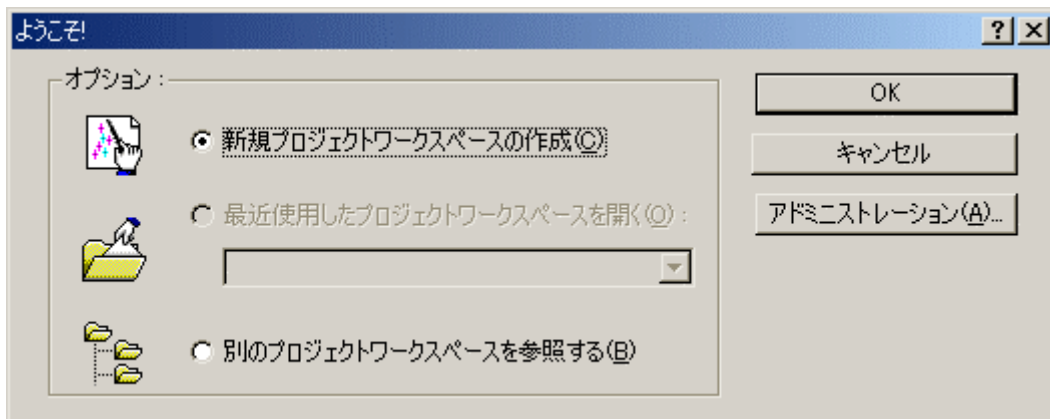 ようこそ!
オプション :
新規プロジェクトワークスペースの作成(C)
最近使用したプロジェクトワークスペースを開く(O) :
別のプロジェクトワークスペースを参照する(B)
OK
キャンセル
アドミニストレーション(A)...